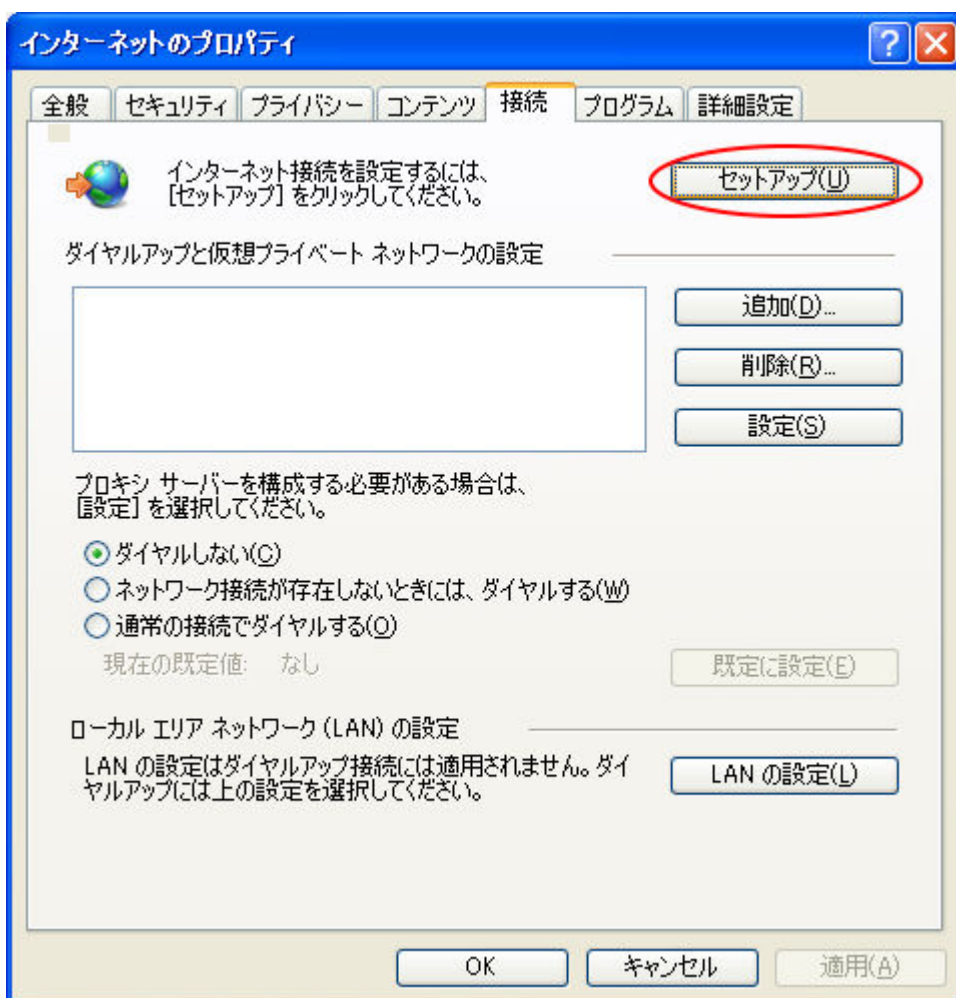 インターネットのプロパティ
全般 セキュリティ プライバシー コンテンツ 接続 プログラム 詳細設定
インターネット接続を設定するには、
[セットアップ] をクリックしてください。
セットアップ(U)
ダイヤルアップと仮想プライベート ネットワークの設定
追加(D)...
削除(R)...
設定(S)
プロキシ サーバーを構成する必要がある場合は、
[設定] を選択してください。
ダイヤルしない(C)
ネットワーク接続が存在しないときには、ダイヤルする(W)
通常の接続でダイヤルする(O)
現在の既定値: なし
既定に設定(E)
ローカル エリア ネットワーク (LAN) の設定
LAN の設定はダイヤルアップ接続には適用されません。ダイ
ヤルアップには上の設定を選択してください。
LAN の設定(L)
OK キャンセル 適用(A)